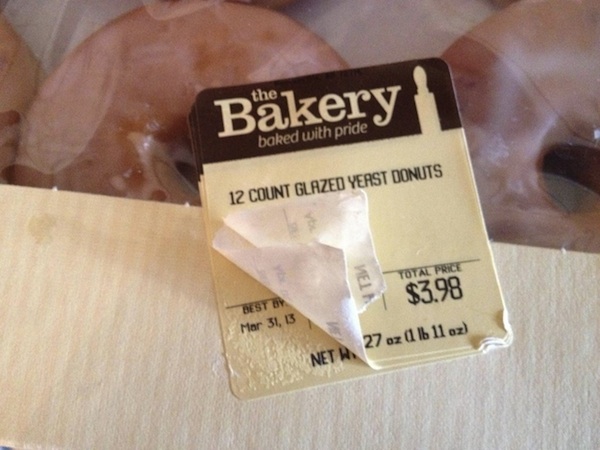 the
Bakery
baked with pride
12 COUNT GLAZED YEAST DONUTS
TOTAL PRICE
$3.98
BEST BY
Mar 31, 13
NET W 27 oz (1 lb 11 oz)